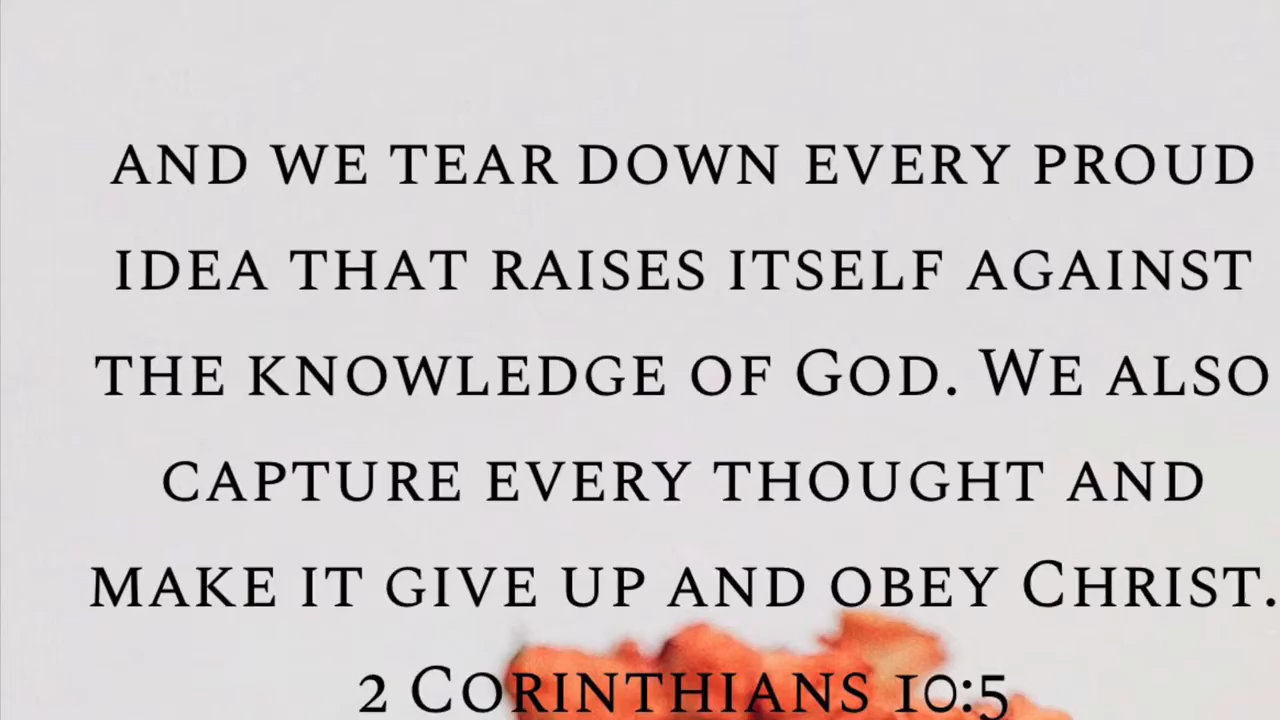 AND WE TEAR DOWN EVERY PROUD
IDEA THAT RAISES ITSELF AGAINST
THE KNOWLEDGE OF GOD. WE ALSO
CAPTURE EVERY THOUGHT AND
MAKE IT GIVE UP AND OBEY CHRIST.
2 CORINTHIANS 10:5